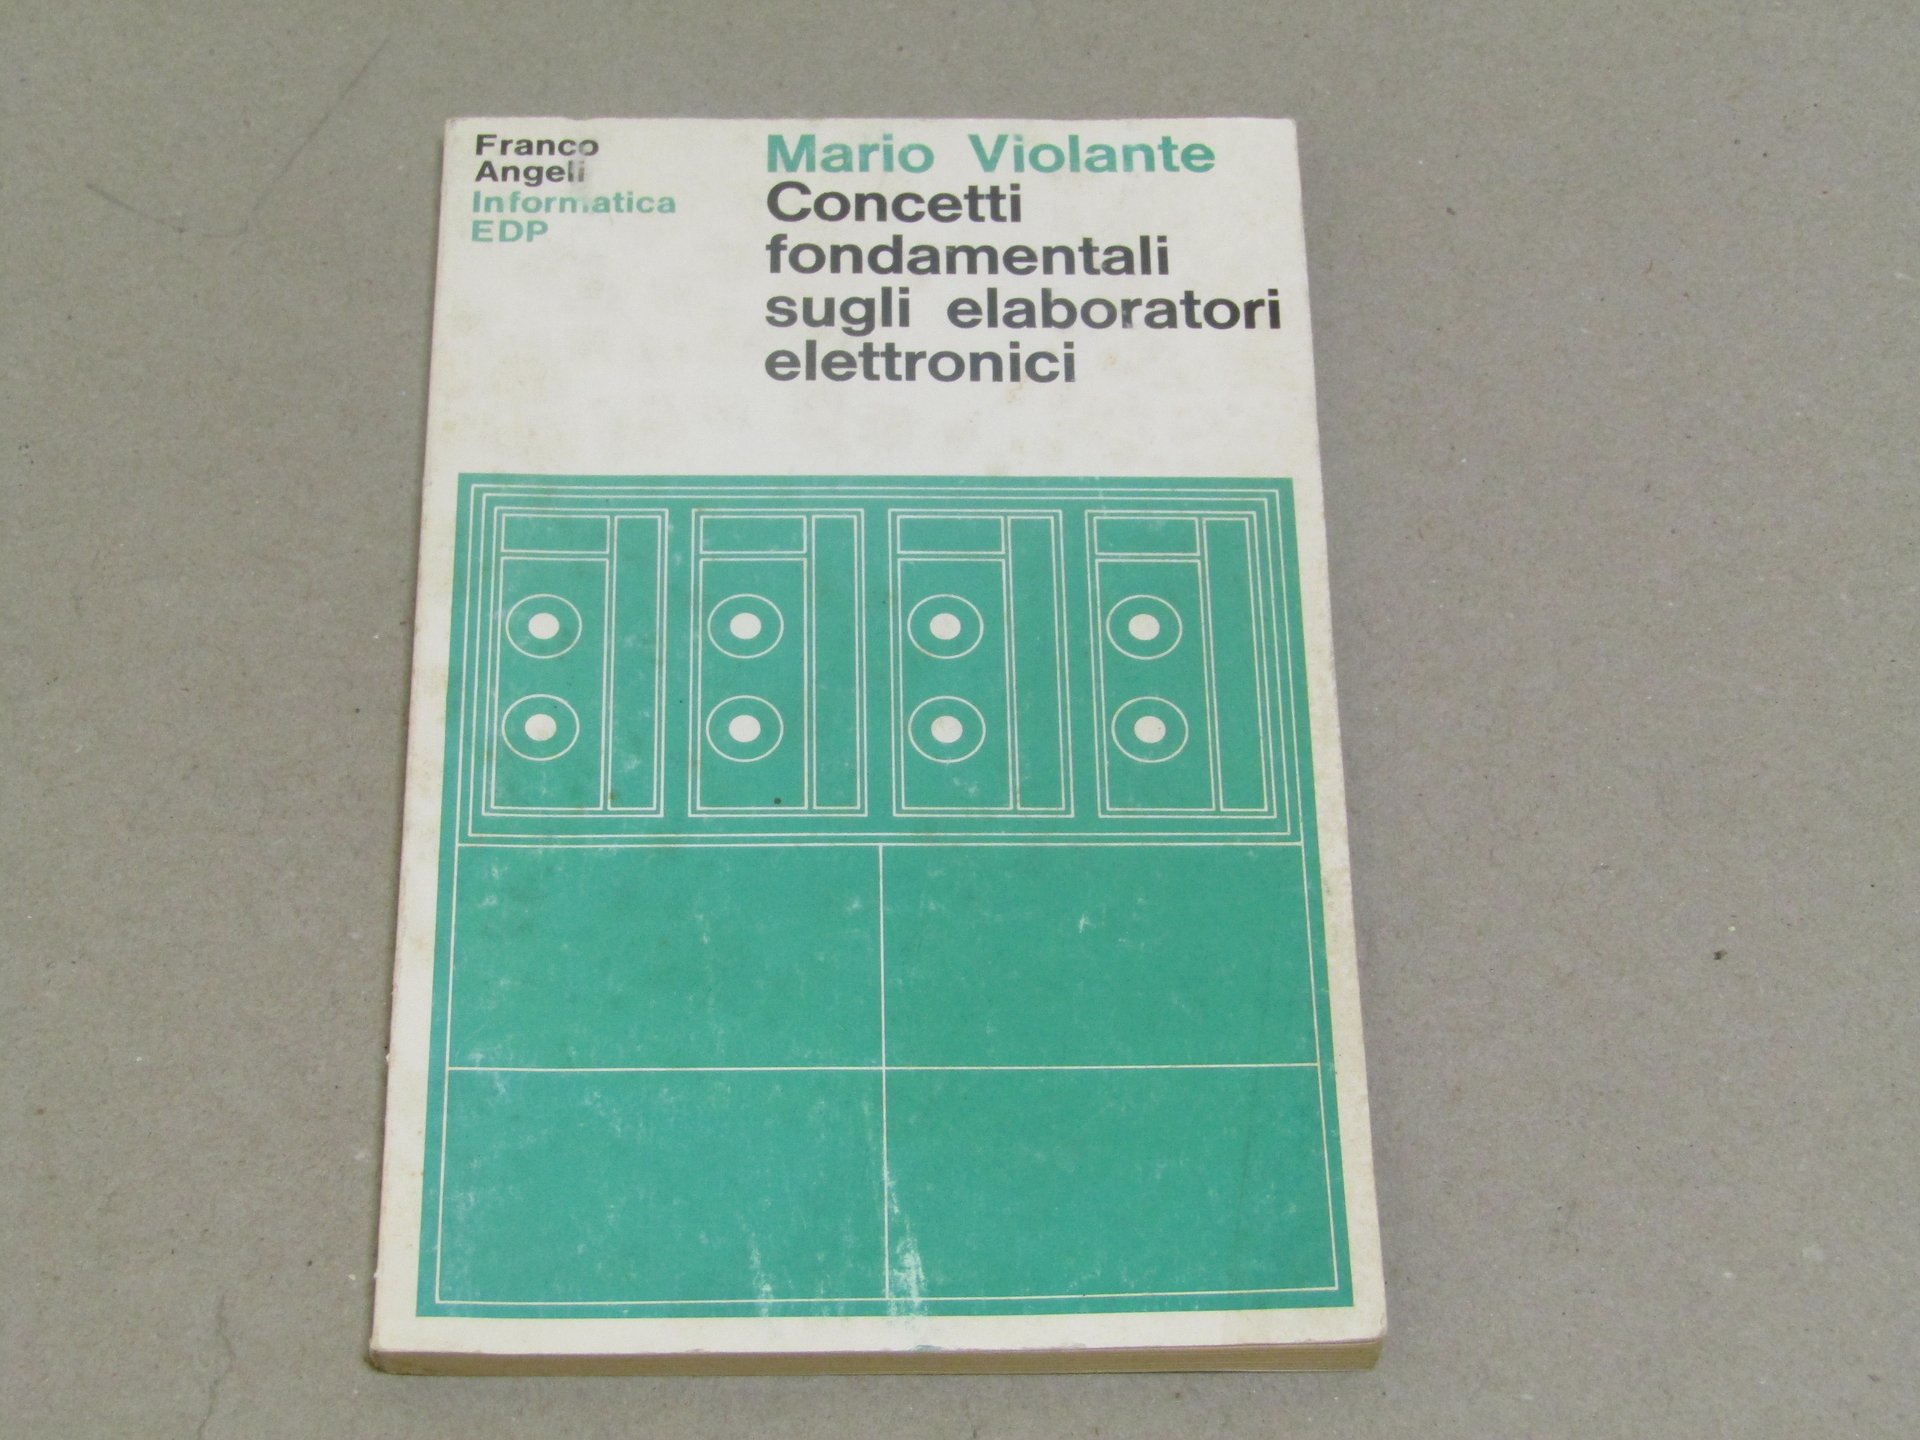 Franco
Angeli
Informatica
EDP
Mario Violante
Concetti
fondamentali
sugli elaboratori
elettronici